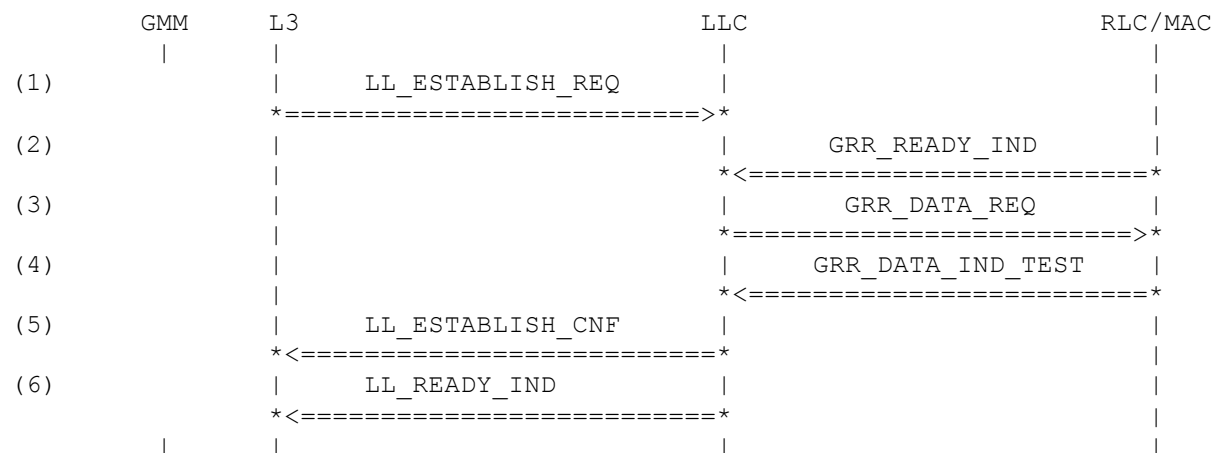 GMM L3 LLC RLC/MAC
| | | |
(1) | LL_ESTABLISH_REQ | |
*==========================>* |
(2) | | GRR_READY_IND |
| *<=========================*
(3) | | GRR_DATA_REQ |
| *=========================>*
(4) | | GRR_DATA_IND_TEST |
| *<=========================*
(5) | LL_ESTABLISH_CNF | |
*<==========================* |
(6) | LL_READY_IND | |
*<==========================* |
| | | |